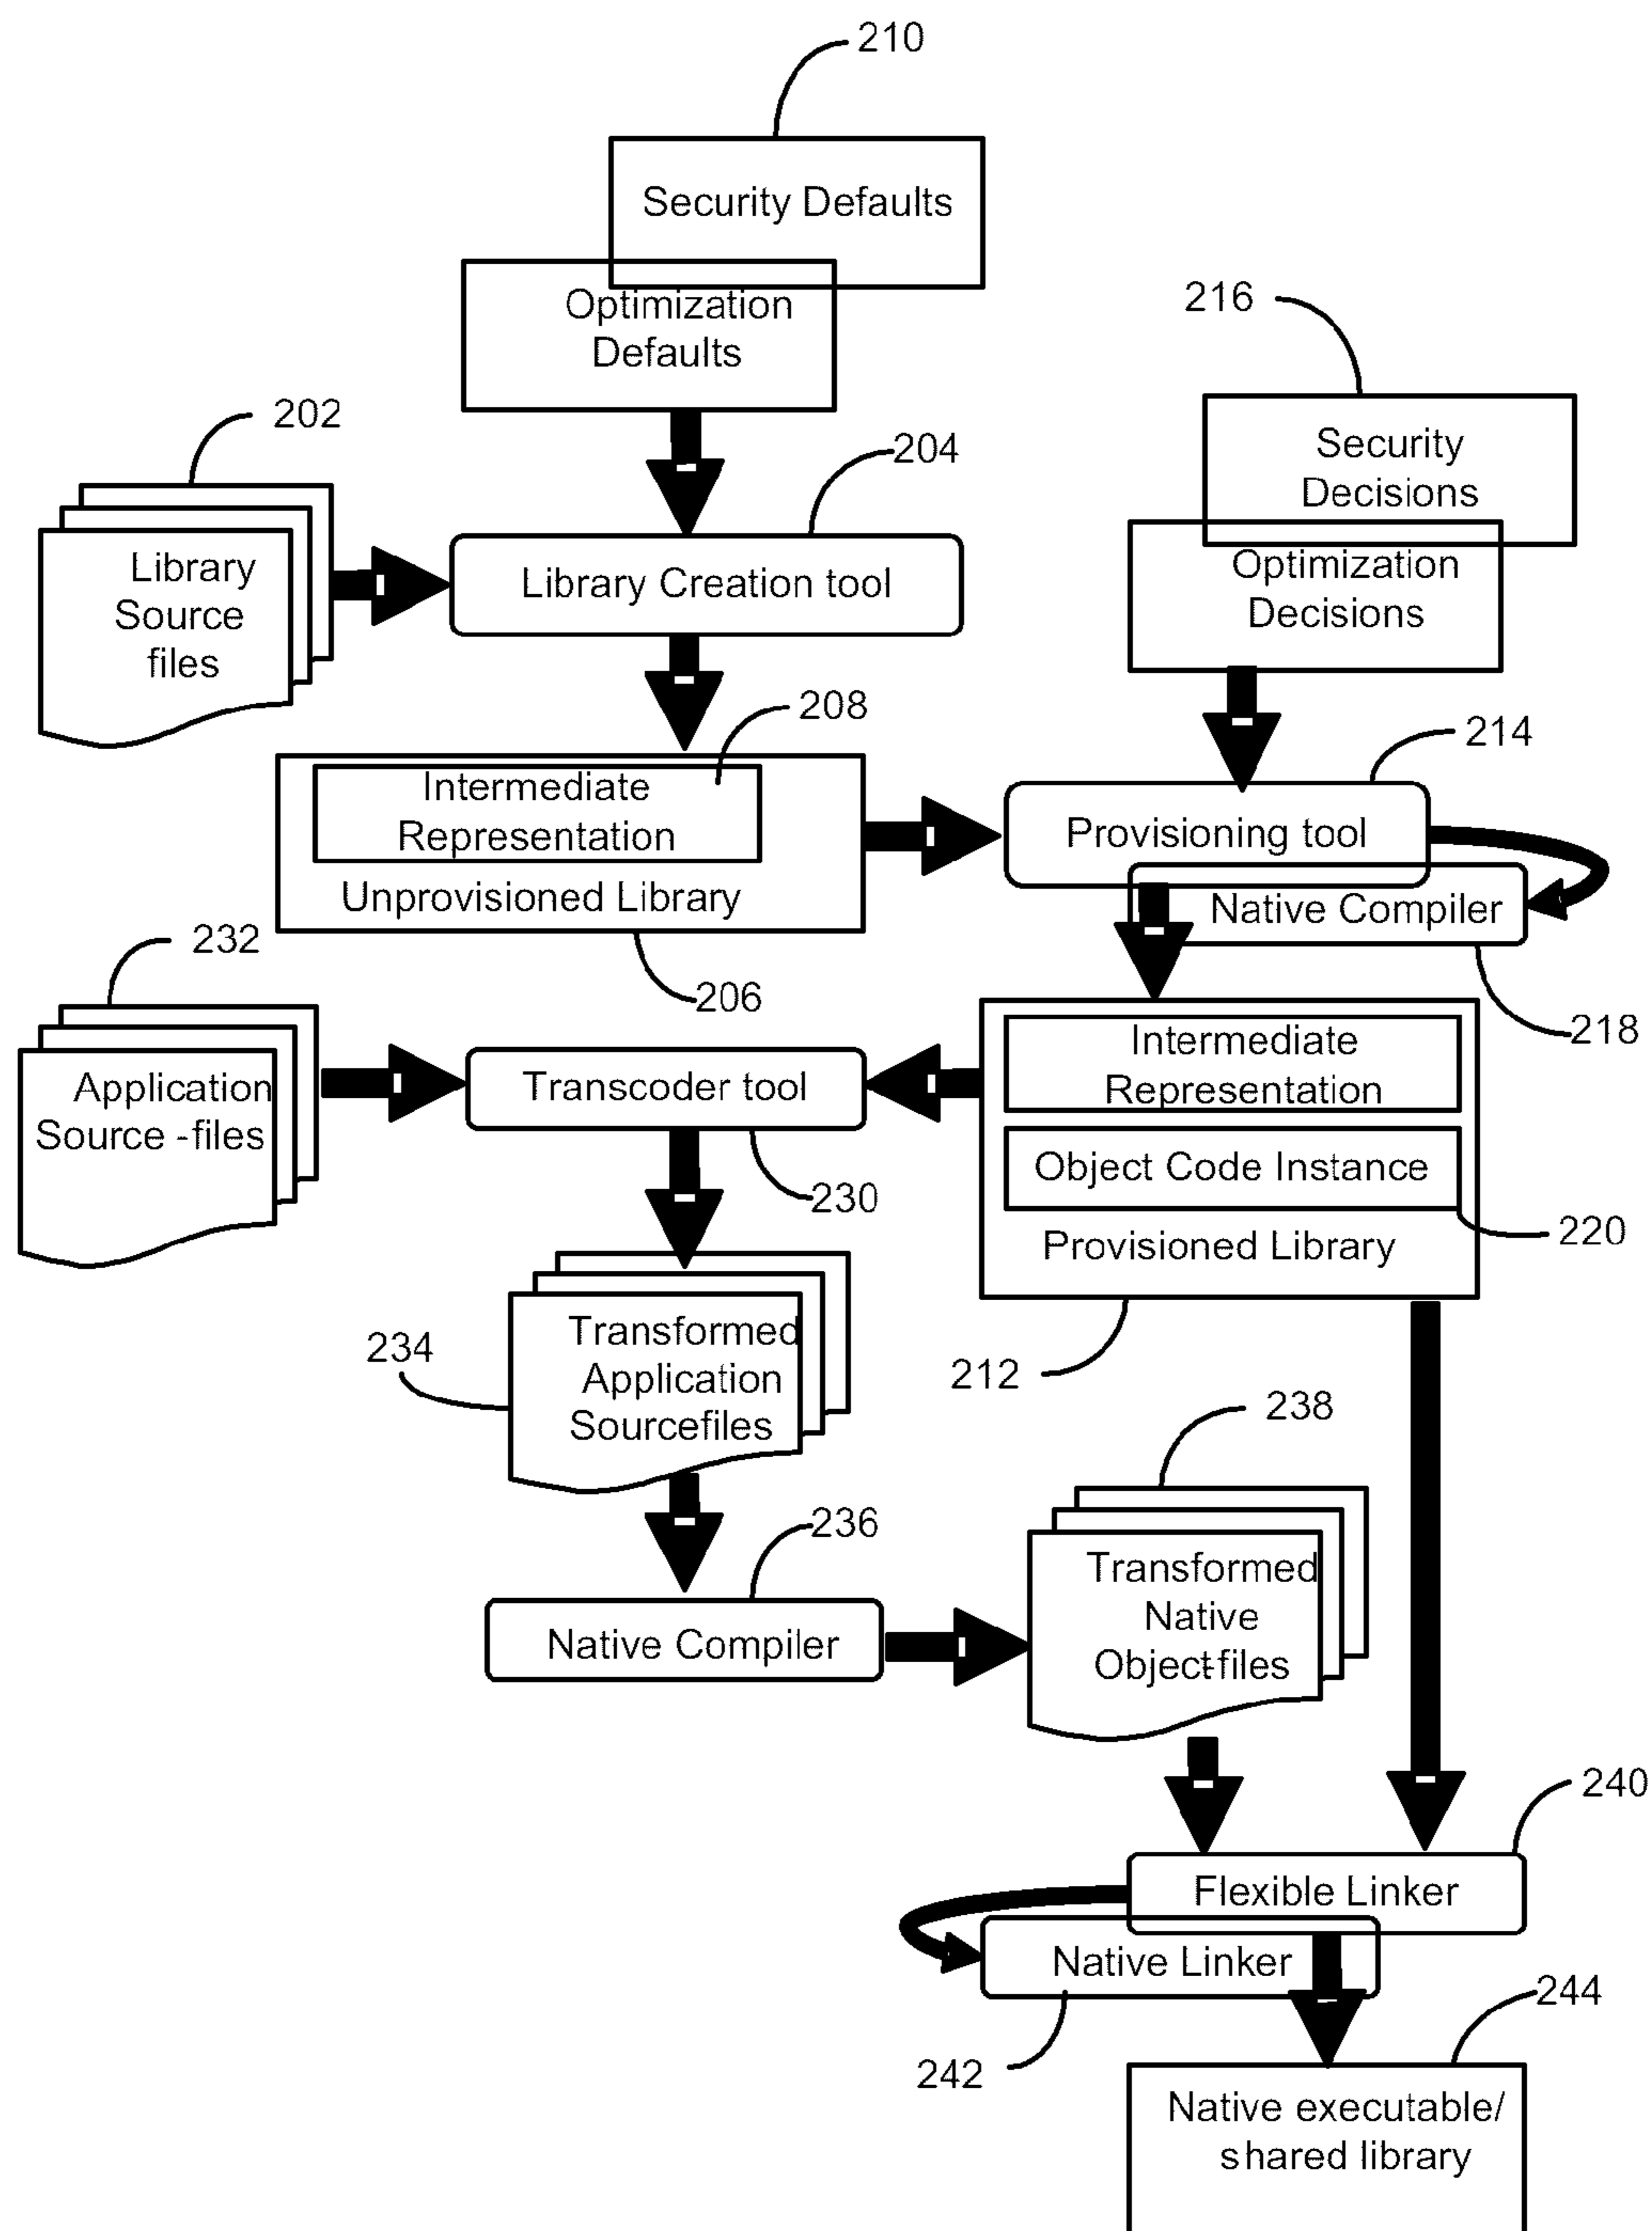 210
Security Defaults
Optimization
Defaults
216
202
204
Security
Decisions
Library
Source
files
Library Creation tool
Optimization
Decisions
208
214
Intermediate
Representation
Unprovisioned Library
Provisioning tool
Native Compiler
232
206
218
Application
Source -files
Transcoder tool
Intermediate
Representation
Object Code Instance
Provisioned Library
230
220
234
Transformed
Application
Sourcefiles
212
238
236
Transformed
Native
Object-files
Native Compiler
240
Flexible Linker
Native Linker
244
242
Native executable/
shared library